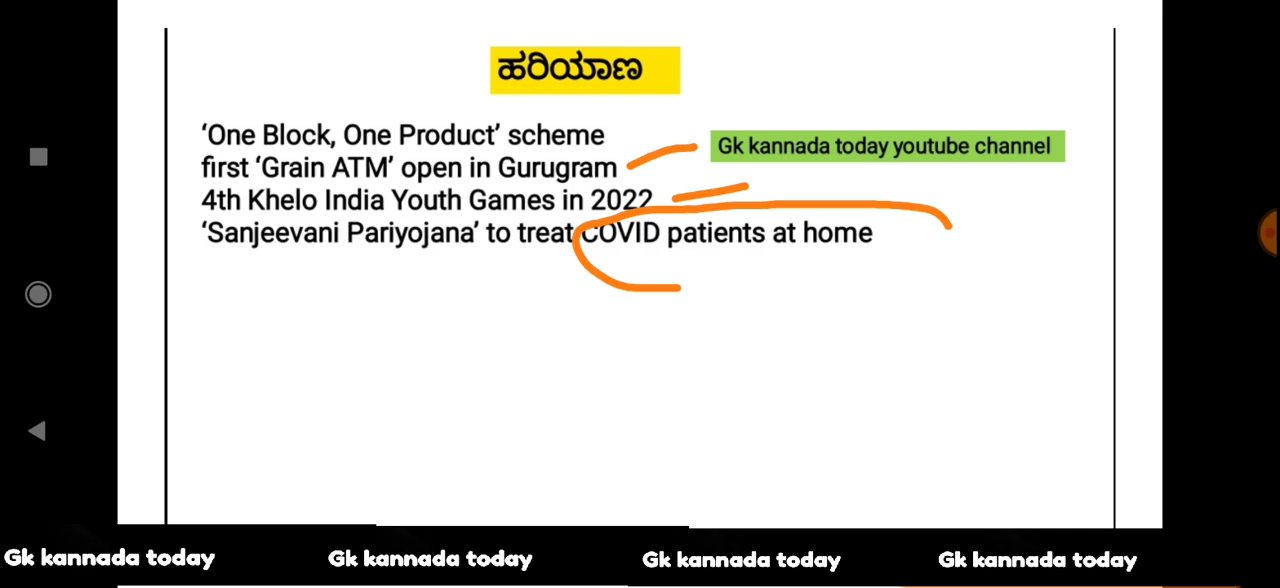 ಹರಿಯಾಣ
‘One Block, One Product’ scheme
Gk kannada today youtube channel
first ‘Grain ATM’ open in Gurugram
4th Khelo India Youth Games in 2022
‘Sanjeevani Pariyojana’ to treat COVID patients at home
Gk kannada today Gk kannada today Gk kannada today Gk kannada today